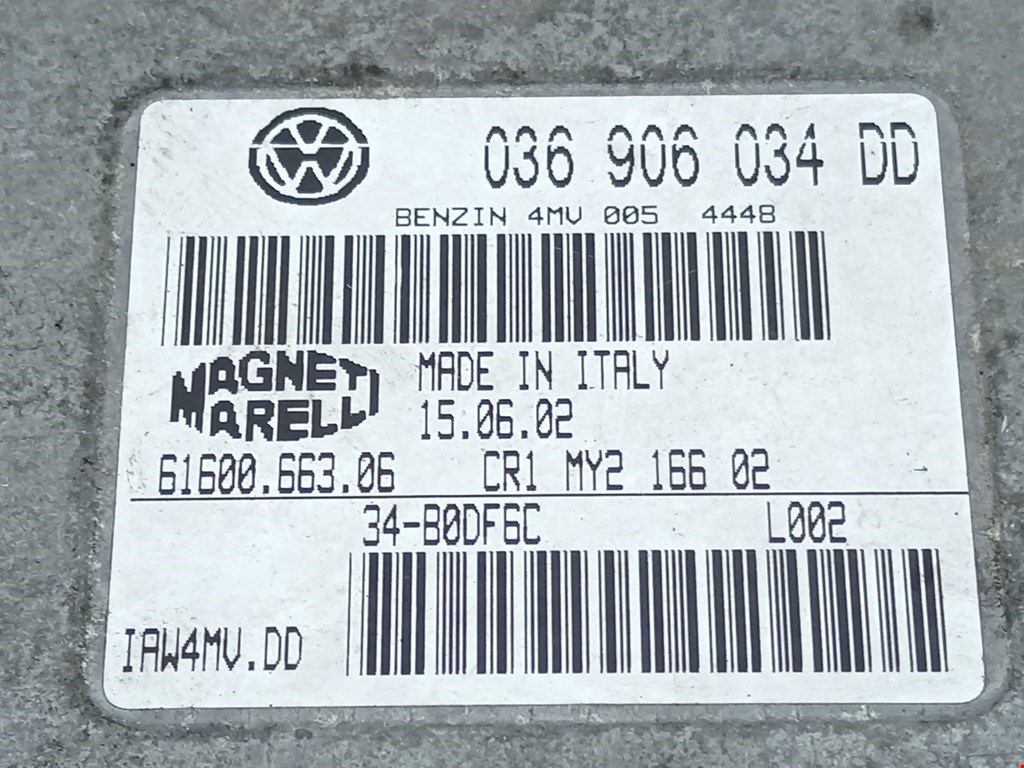 036 906 034 DD
BENZIN 4MV 005 4448
MAGNETI MARELLI
MADE IN ITALY
15.06.02
61600.663.06 CR1 MY2 166 02
34-B0DF6C L002
IAW4MV.DD